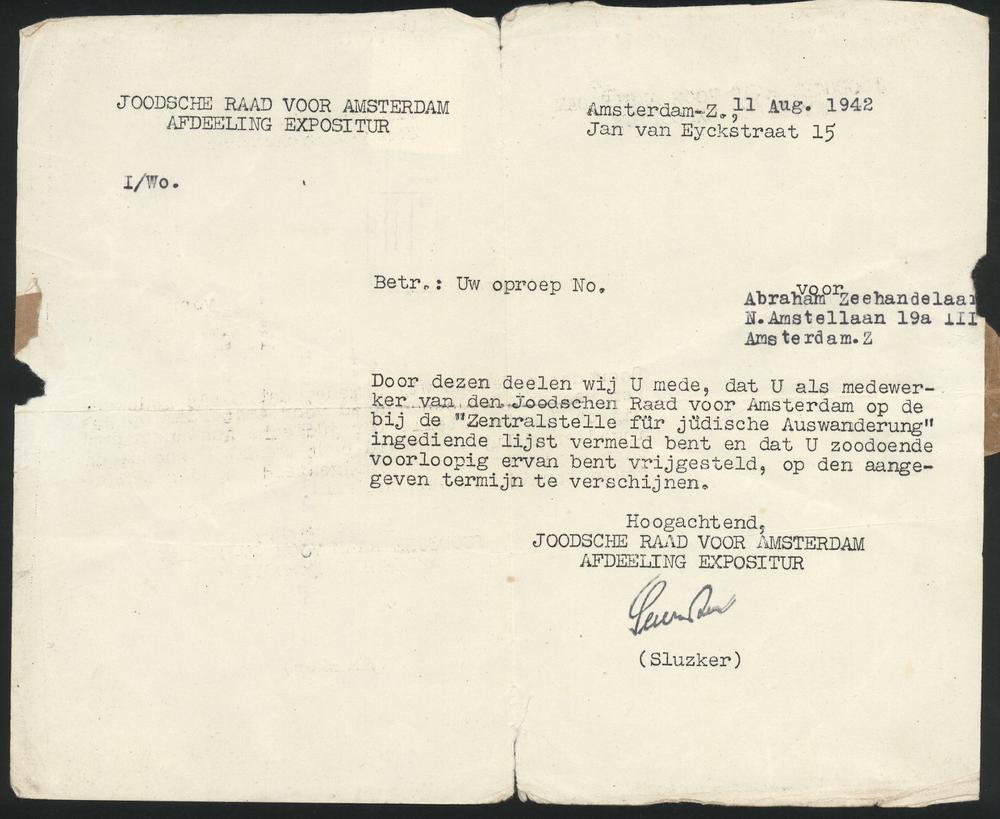 JOODSCHE RAAD VOOR AMSTERDAM
AFDEELING EXPOSITUR
Amsterdam-Z., 11 Aug. 1942
Jan van Eyckstraat 15
I/Wo.
Betr.: Uw oproep No. voor
Abraham Zeehandelaar
N.Amstellaan 19a III
Amsterdam.Z
Door dezen deelen wij U mede, dat U als medewer-
ker van den Joodschen Raad voor Amsterdam op de
bij de "Zentralstelle für jüdische Auswanderung"
ingediende lijst vermeld bent en dat U zoodoende
voorloopig ervan bent vrijgesteld, op den aange-
geven termijn te verschijnen.
Hoogachtend,
JOODSCHE RAAD VOOR AMSTERDAM
AFDEELING EXPOSITUR
(Sluzker)